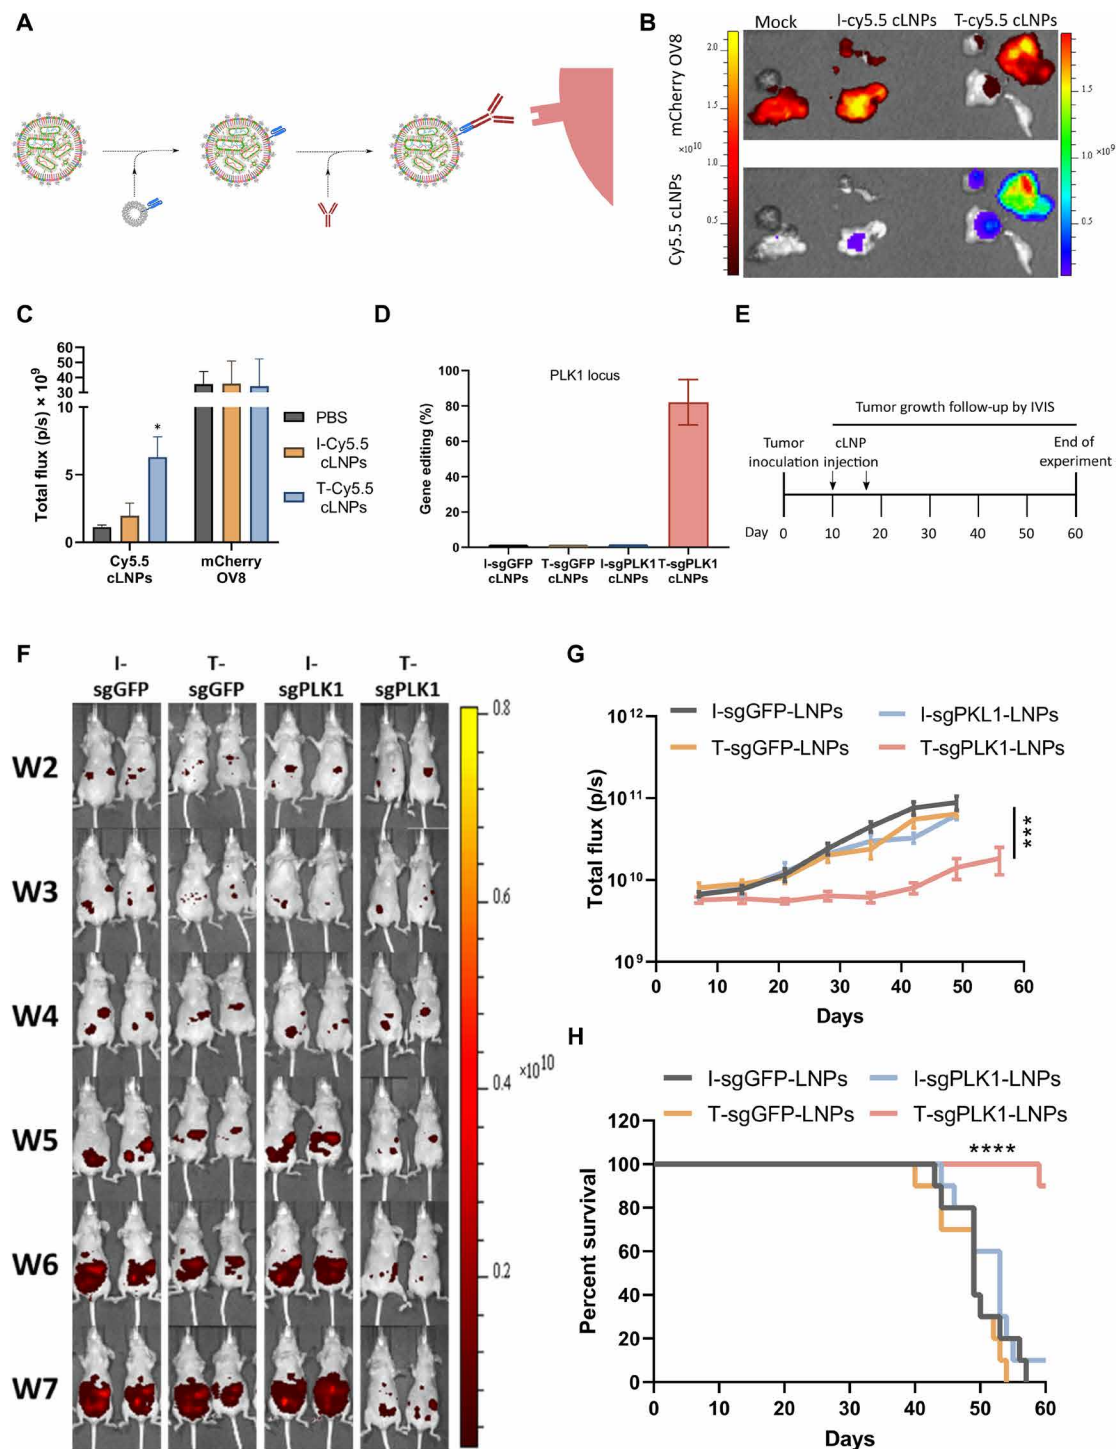 A
B
Mock
I-cy5.5 cLNPs
T-cy5.5 cLNPs
mCherry OV8
Cy5.5 cLNPs
2.0
1.5
×10¹⁰
1.0
0.5
1.5
×10⁹
1.0
0.5
C
Total flux (p/s) × 10⁹
60
50
40
30
10
5
0
*
Cy5.5
cLNPs
mCherry
OV8
PBS
I-Cy5.5
cLNPs
T-Cy5.5
cLNPs
D
PLK1 locus
Gene editing (%)
100
80
60
40
20
0
I-sgGFP
cLNPs
T-sgGFP
cLNPs
I-sgPLK1
cLNPs
T-sgPLK1
cLNPs
E
Tumor growth follow-up by IVIS
Tumor
inoculation
cLNP
injection
End of
experiment
Day 0 10 20 30 40 50 60
F
I-
sgGFP
T-
sgGFP
I-
sgPLK1
T-
sgPLK1
W2
W3
W4
W5
W6
W7
0.8
0.6
×10¹⁰
0.4
0.2
G
I-sgGFP-LNPs
I-sgPKL1-LNPs
T-sgGFP-LNPs
T-sgPLK1-LNPs
Total flux (p/s)
10¹²
10¹¹
10¹⁰
10⁹
***
0 10 20 30 40 50 60
Days
H
I-sgGFP-LNPs
I-sgPLK1-LNPs
T-sgGFP-LNPs
T-sgPLK1-LNPs
Percent survival
120
100
80
60
40
20
0
****
0 10 20 30 40 50 60
Days